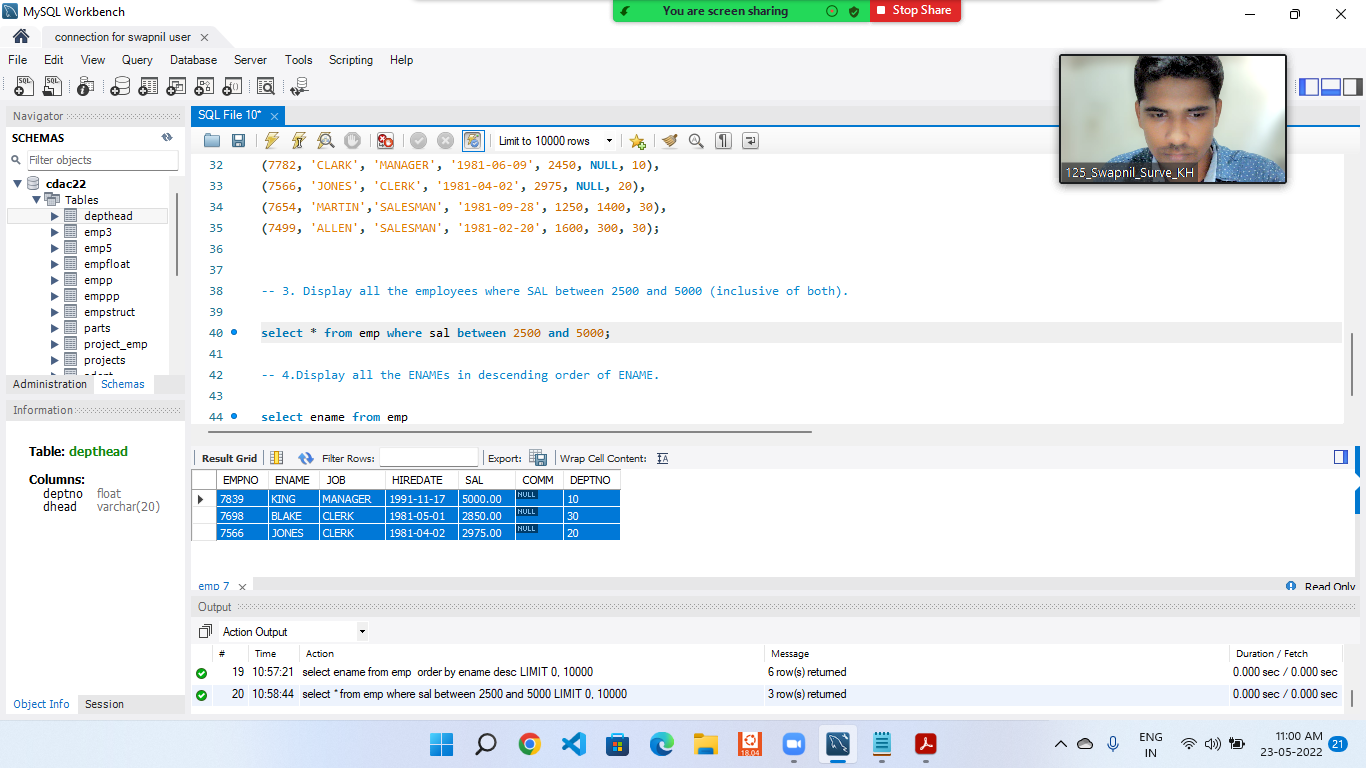 MySQL Workbench
You are screen sharing
Stop Share
connection for swapnil user
File Edit View Query Database Server Tools Scripting Help
Navigator
SCHEMAS
Filter objects
cdac22
Tables
depthead
emp3
emp5
empfloat
empp
emppp
empstruct
parts
project_emp
projects
Administration Schemas
Information
Table: depthead
Columns:
deptno float
dhead varchar(20)
Object Info Session
SQL File 10*
Limit to 10000 rows
125_Swapnil_Surve_KH
32 (7782, 'CLARK', 'MANAGER', '1981-06-09', 2450, NULL, 10),
33 (7566, 'JONES', 'CLERK', '1981-04-02', 2975, NULL, 20),
34 (7654, 'MARTIN','SALESMAN', '1981-09-28', 1250, 1400, 30),
35 (7499, 'ALLEN', 'SALESMAN', '1981-02-20', 1600, 300, 30);
36
37
38 -- 3. Display all the employees where SAL between 2500 and 5000 (inclusive of both).
39
40 select * from emp where sal between 2500 and 5000;
41
42 -- 4.Display all the ENAMEs in descending order of ENAME.
43
44 select ename from emp
Result Grid Filter Rows: Export: Wrap Cell Content:
EMPNO ENAME JOB HIREDATE SAL COMM DEPTNO
7839 KING MANAGER 1991-11-17 5000.00 NULL 10
7698 BLAKE CLERK 1981-05-01 2850.00 NULL 30
7566 JONES CLERK 1981-04-02 2975.00 NULL 20
emp 7
Read Only
Output
Action Output
# Time Action Message Duration / Fetch
19 10:57:21 select ename from emp order by ename desc LIMIT 0, 10000 6 row(s) returned 0.000 sec / 0.000 sec
20 10:58:44 select * from emp where sal between 2500 and 5000 LIMIT 0, 10000 3 row(s) returned 0.000 sec / 0.000 sec
18.04
ENG
IN
11:00 AM
23-05-2022
21